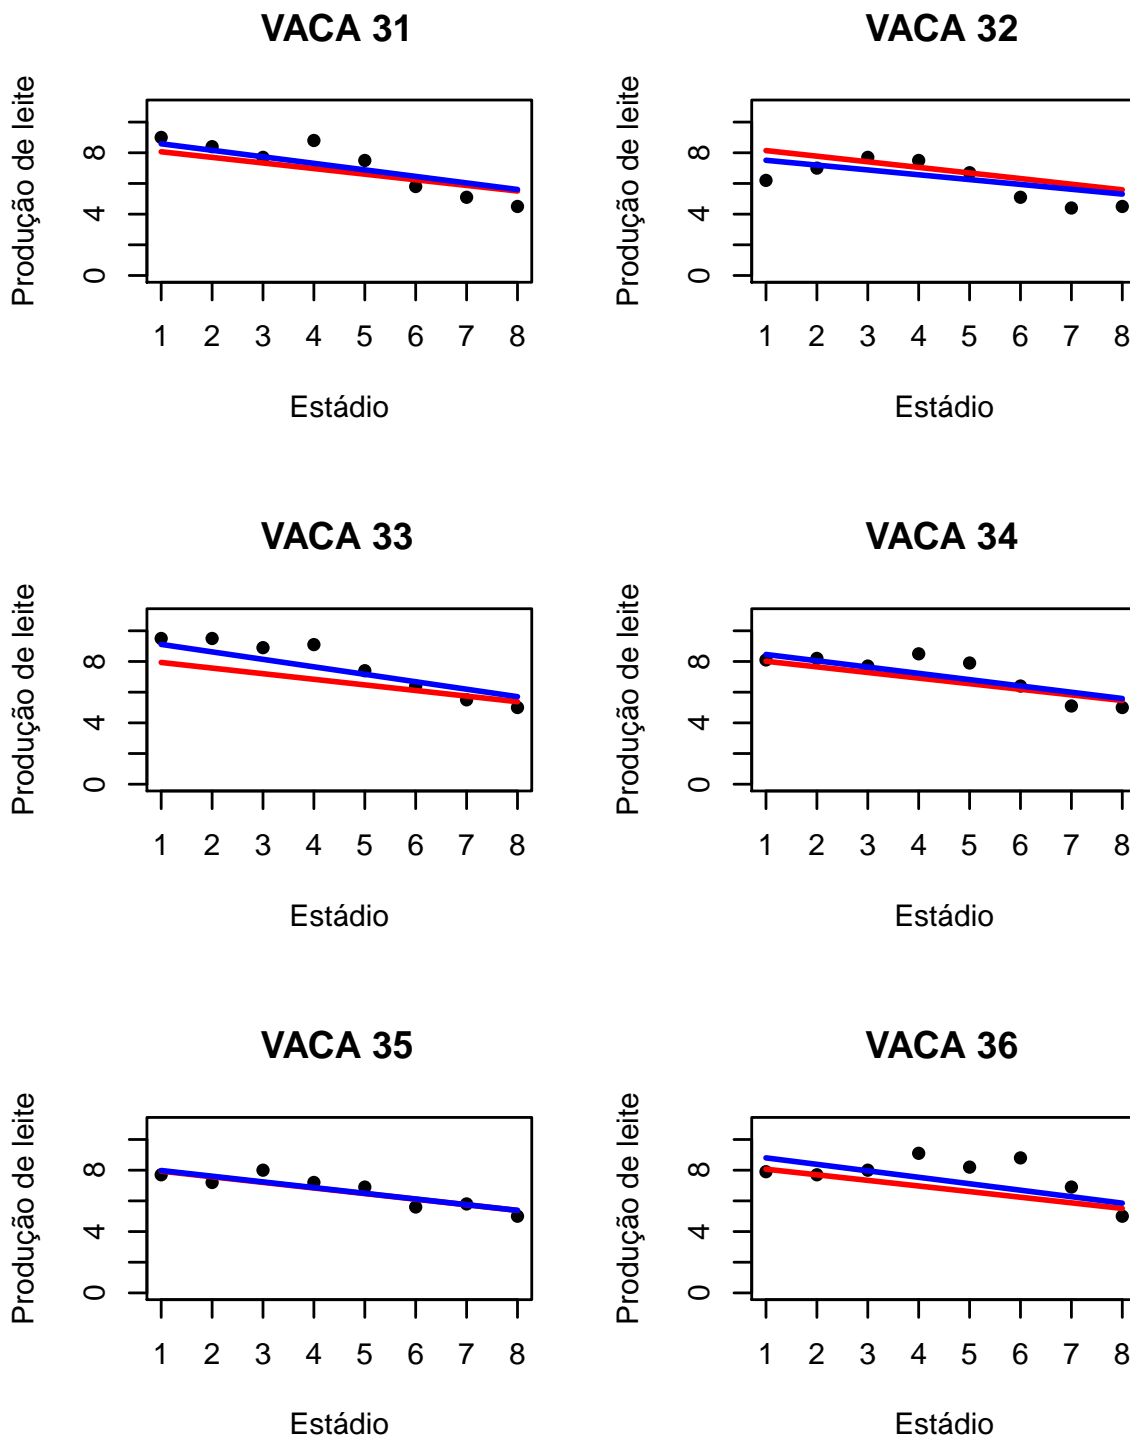 VACA 31
Produção de leite
8
4
0
1 2 3 4 5 6 7 8
Estádio
VACA 32
Produção de leite
8
4
0
1 2 3 4 5 6 7 8
Estádio
VACA 33
Produção de leite
8
4
0
1 2 3 4 5 6 7 8
Estádio
VACA 34
Produção de leite
8
4
0
1 2 3 4 5 6 7 8
Estádio
VACA 35
Produção de leite
8
4
0
1 2 3 4 5 6 7 8
Estádio
VACA 36
Produção de leite
8
4
0
1 2 3 4 5 6 7 8
Estádio